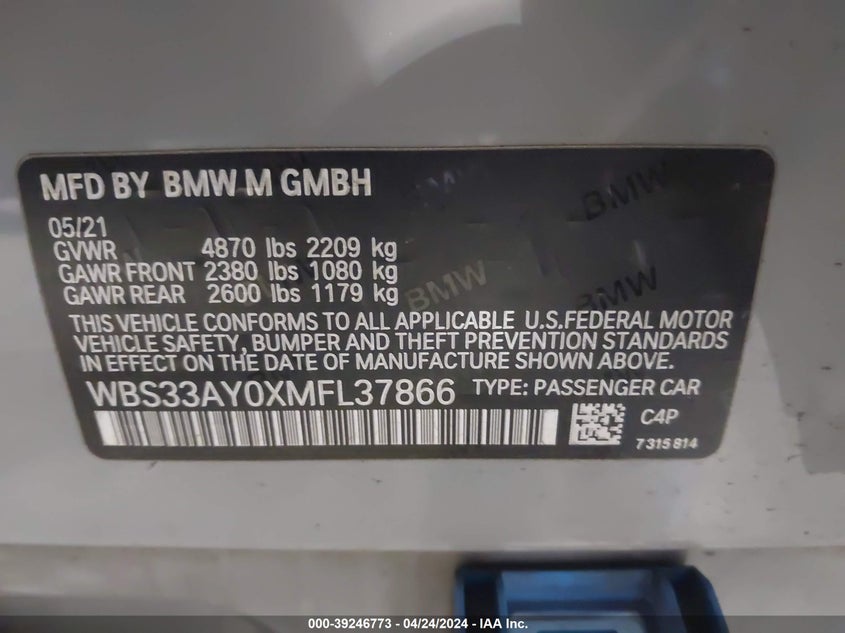 MFD BY BMW M GMBH
05/21
GVWR 4870 lbs 2209 kg
GAWR FRONT 2380 lbs 1080 kg
GAWR REAR 2600 lbs 1179 kg
THIS VEHICLE CONFORMS TO ALL APPLICABLE U.S.FEDERAL MOTOR
VEHICLE SAFETY, BUMPER AND THEFT PREVENTION STANDARDS
IN EFFECT ON THE DATE OF MANUFACTURE SHOWN ABOVE.
WBS33AY0XMFL37866 TYPE: PASSENGER CAR
C4P
7315814
BMW
BMW
BMW
000-39246773 - 04/24/2024 - IAA Inc.